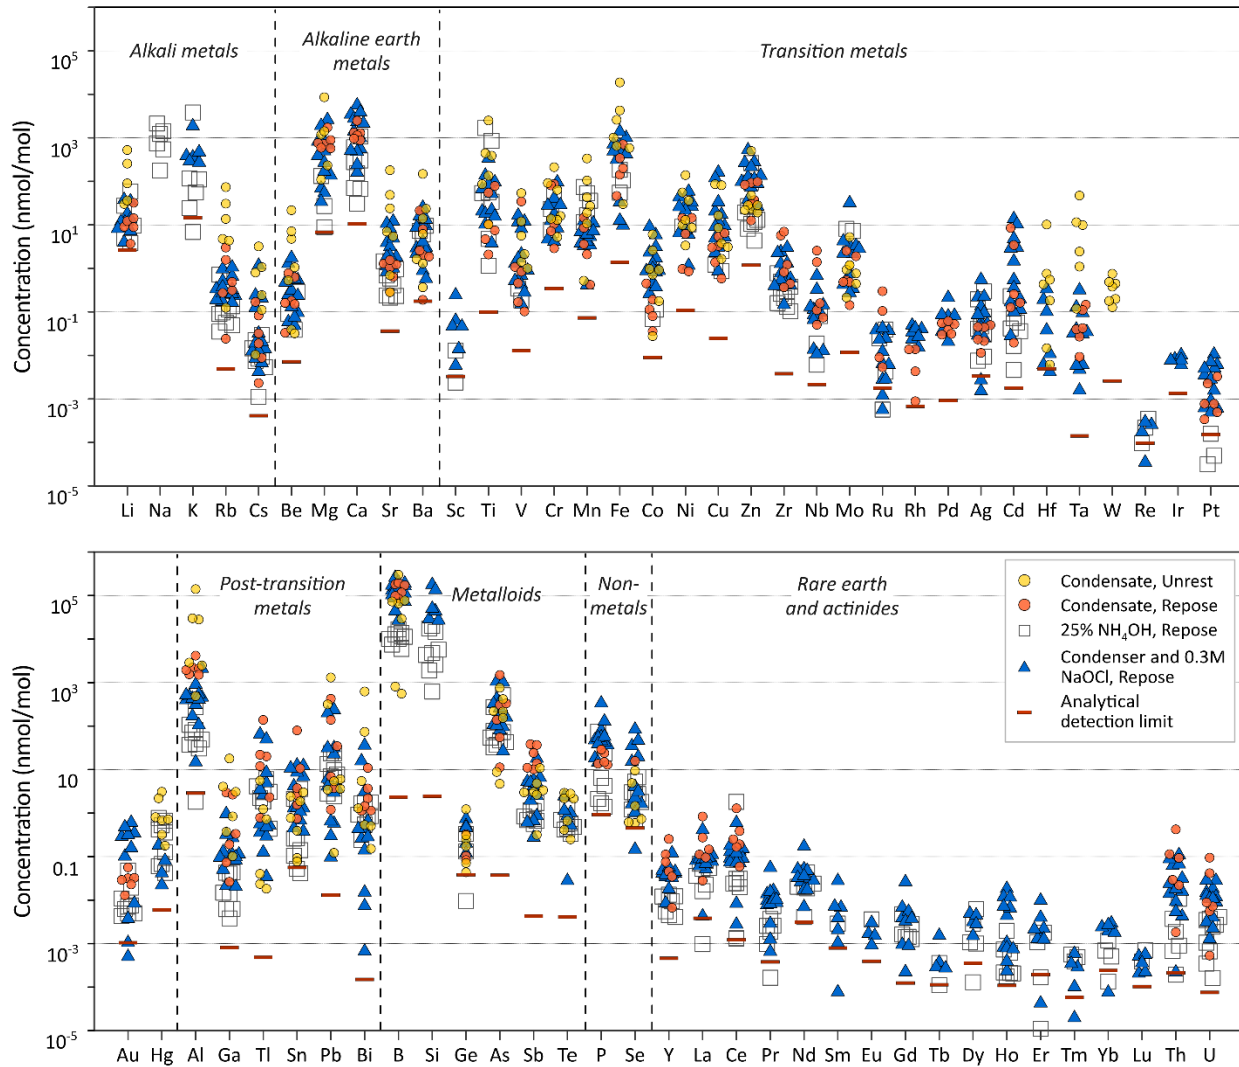 Alkali metals
Alkaline earth
metals
Transition metals
Concentration (nmol/mol)
10^5
10^3
10^1
10^-1
10^-3
10^-5
Li Na K Rb Cs Be Mg Ca Sr Ba Sc Ti V Cr Mn Fe Co Ni Cu Zn Zr Nb Mo Ru Rh Pd Ag Cd Hf Ta W Re Ir Pt
Post-transition
metals
Metalloids
Non-
metals
Rare earth
and actinides
Concentration (nmol/mol)
10^5
10^3
10
0.1
10^-3
10^-5
Condensate, Unrest
Condensate, Repose
25% NH₄OH, Repose
Condenser and 0.3M
NaOCl, Repose
Analytical
detection limit
Au Hg Al Ga Tl Sn Pb Bi B Si Ge As Sb Te P Se Y La Ce Pr Nd Sm Eu Gd Tb Dy Ho Er Tm Yb Lu Th U